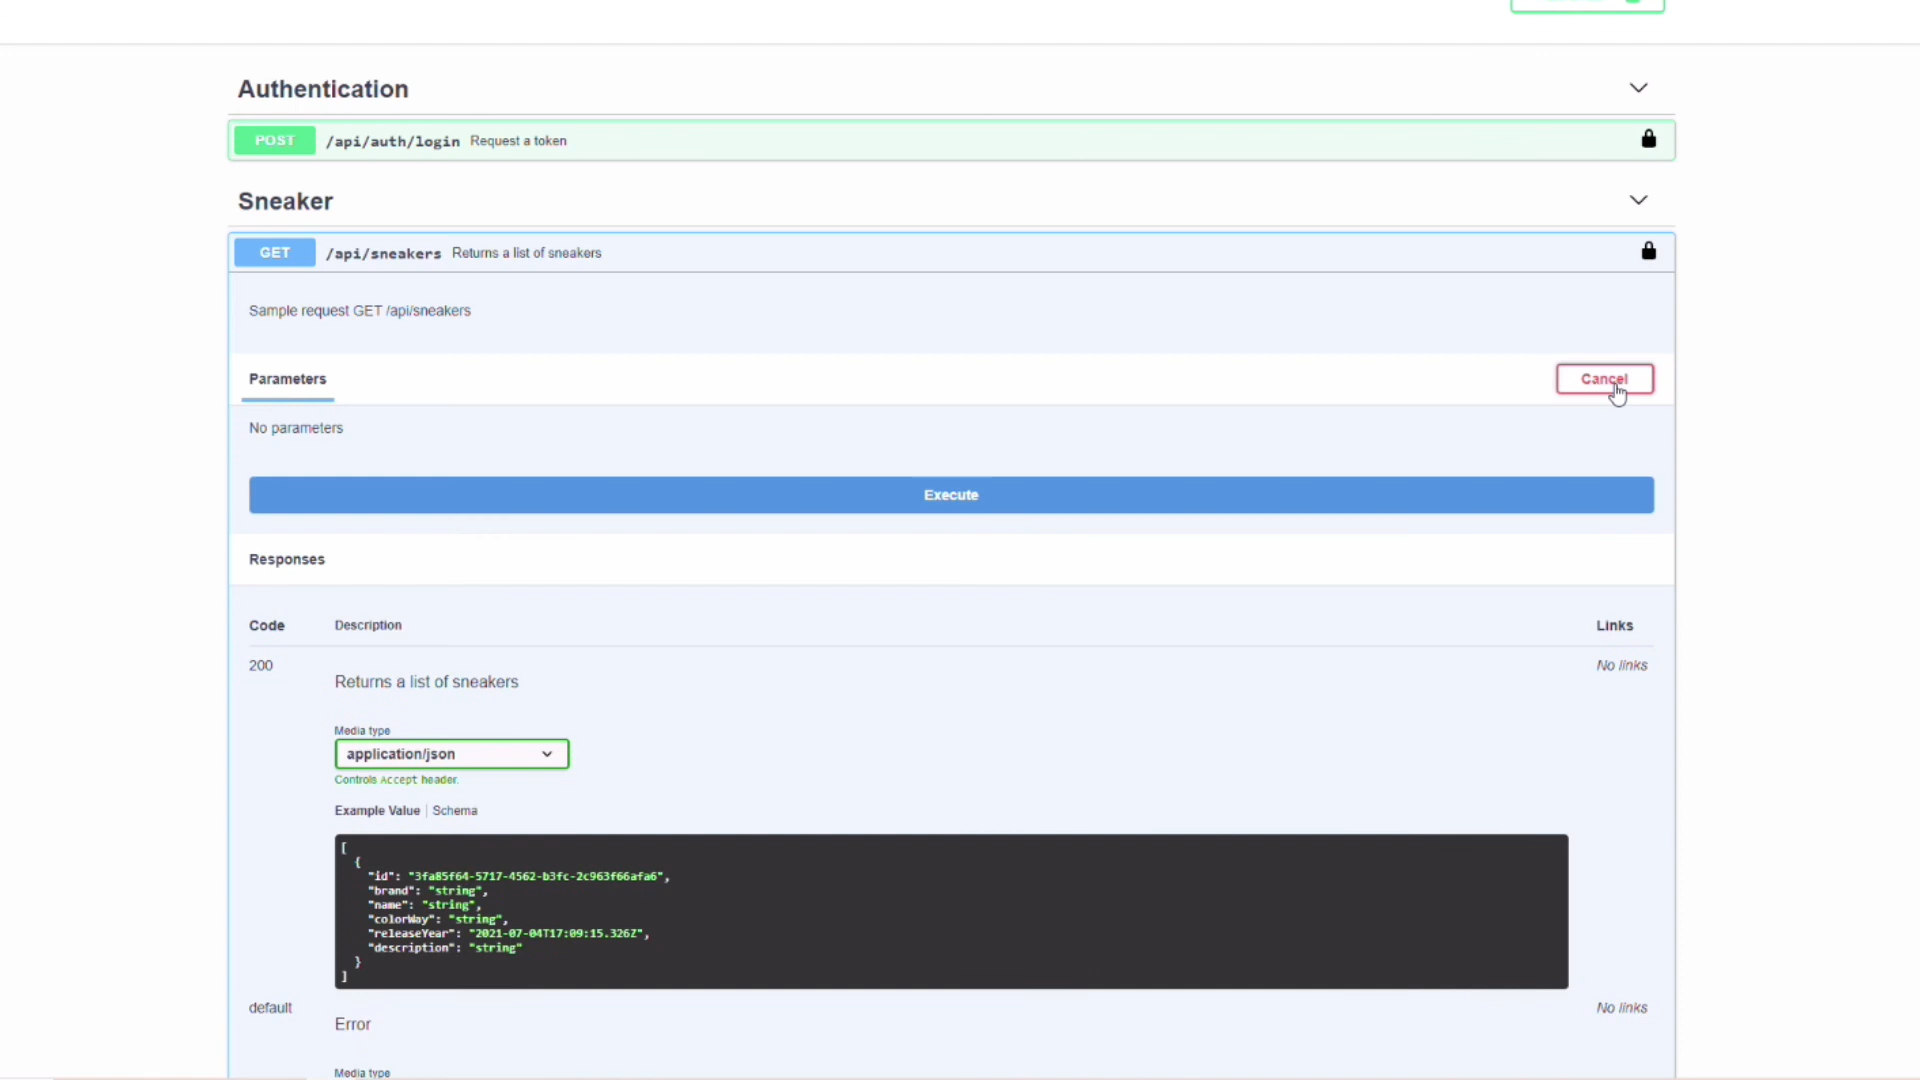 Authentication
POST /api/auth/login Request a token
Sneaker
GET /api/sneakers Returns a list of sneakers
Sample request GET /api/sneakers
Parameters
Cancel
No parameters
Execute
Responses
Code Description Links
200 No links
Returns a list of sneakers
Media type
application/json
Controls Accept header.
Example Value | Schema
[
{
"id": "3fa85f64-5717-4562-b3fc-2c963f66afa6",
"brand": "string",
"name": "string",
"colorWay": "string",
"releaseYear": "2021-07-04T17:09:15.326Z",
"description": "string"
}
]
default No links
Error
Media type